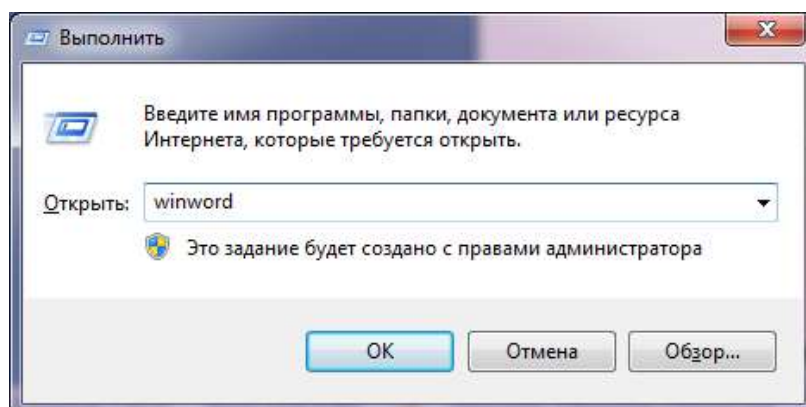 Выполнить
Введите имя программы, папки, документа или ресурса
Интернета, которые требуется открыть.
Открыть: winword
Это задание будет создано с правами администратора
ОК Отмена Обзор...